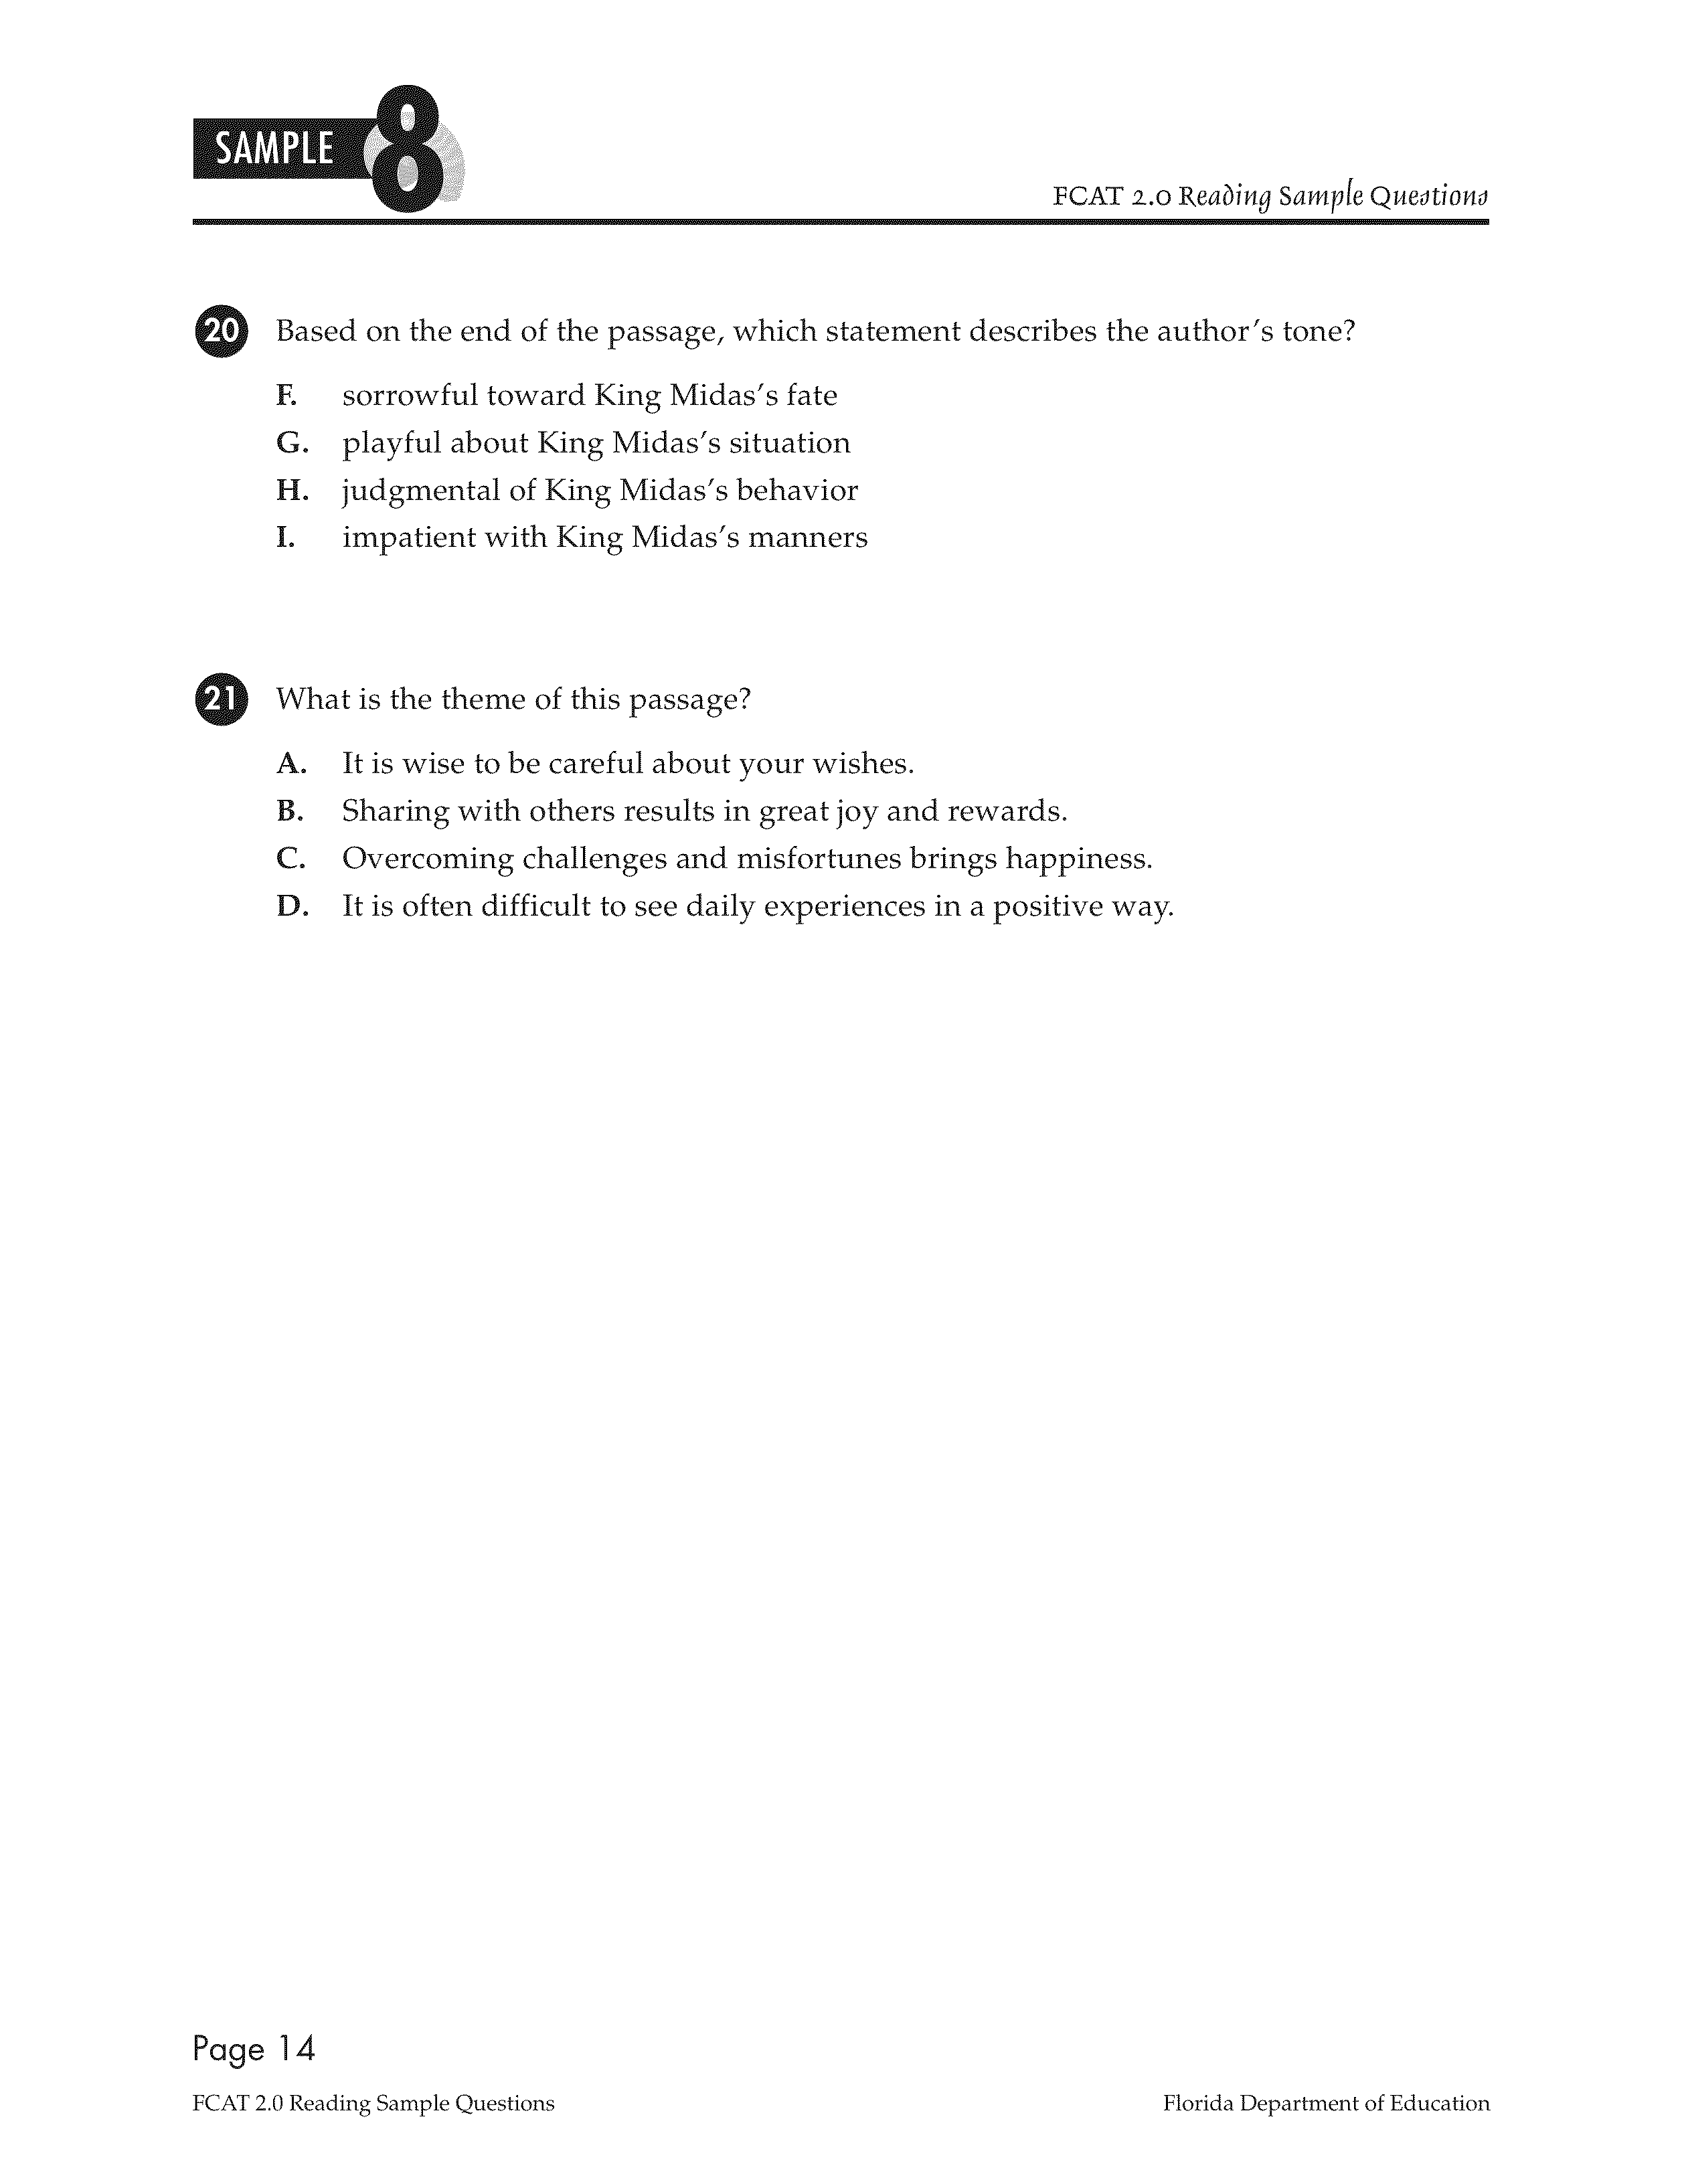 SAMPLE 8
FCAT 2.0 Reading Sample Questions
20 Based on the end of the passage, which statement describes the author's tone?
F. sorrowful toward King Midas's fate
G. playful about King Midas's situation
H. judgmental of King Midas's behavior
I. impatient with King Midas's manners
21 What is the theme of this passage?
A. It is wise to be careful about your wishes.
B. Sharing with others results in great joy and rewards.
C. Overcoming challenges and misfortunes brings happiness.
D. It is often difficult to see daily experiences in a positive way.
Page 14
FCAT 2.0 Reading Sample Questions
Florida Department of Education